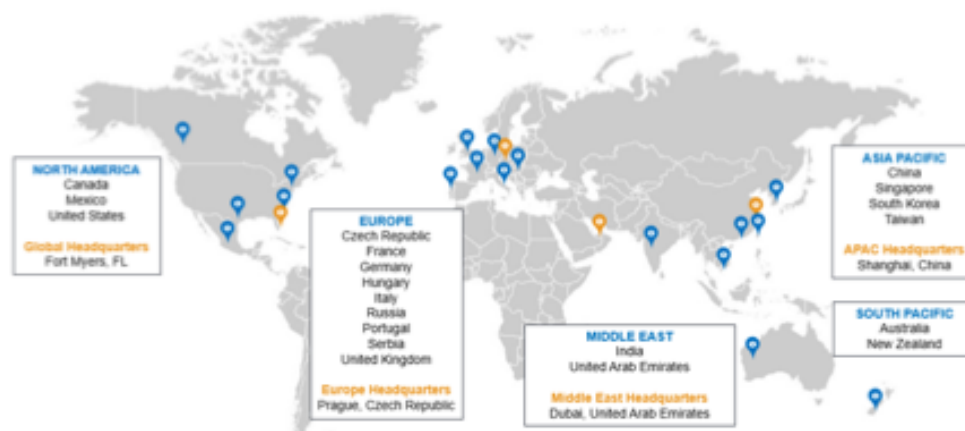 NORTH AMERICA
Canada
Mexico
United States
Global Headquarters
Fort Myers, FL
EUROPE
Czech Republic
France
Germany
Hungary
Italy
Russia
Portugal
Serbia
United Kingdom
Europe Headquarters
Prague, Czech Republic
MIDDLE EAST
India
United Arab Emirates
Middle East Headquarters
Dubai, United Arab Emirates
ASIA PACIFIC
China
Singapore
South Korea
Taiwan
APAC Headquarters
Shanghai, China
SOUTH PACIFIC
Australia
New Zealand